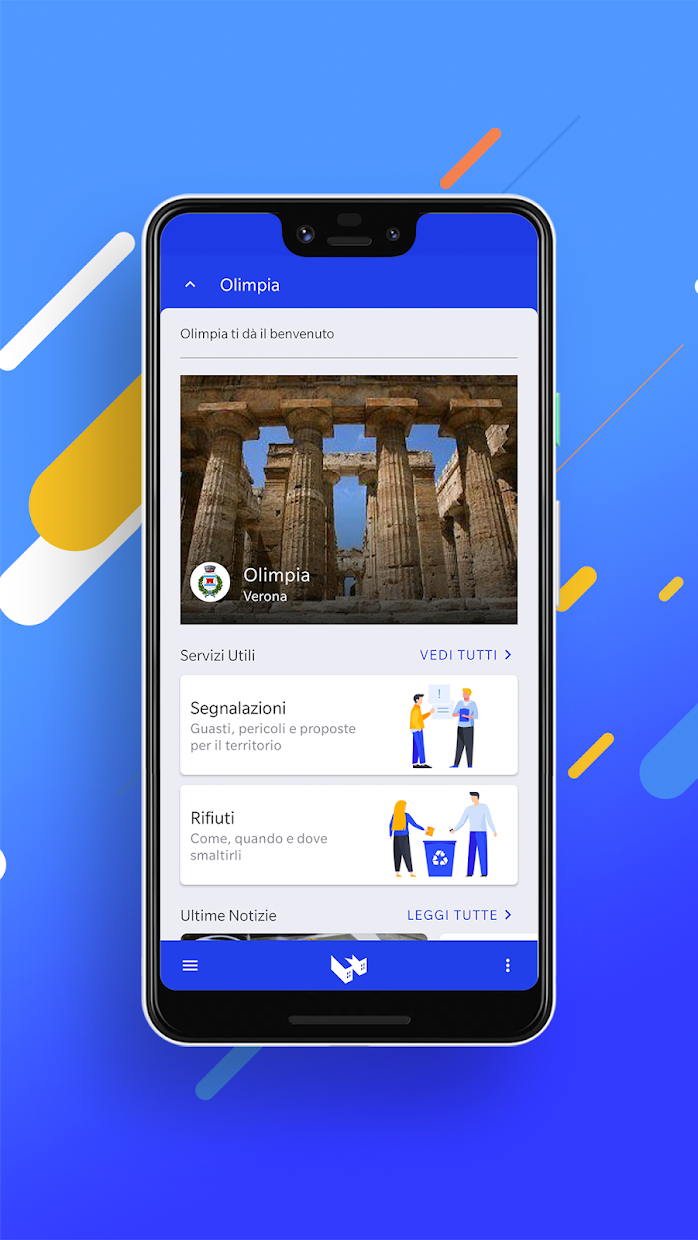 Olimpia
Olimpia ti dà il benvenuto
Olimpia
Verona
Servizi Utili
VEDI TUTTI
Segnalazioni
Guasti, pericoli e proposte
per il territorio
!
Rifiuti
Come, quando e dove
smaltirli
Ultime Notizie
LEGGI TUTTE